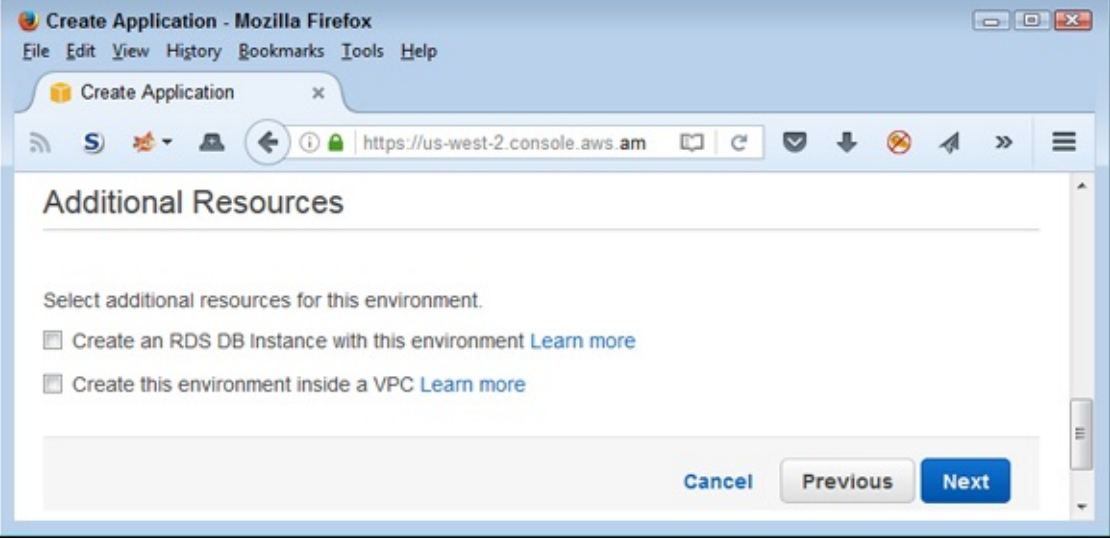 Create Application - Mozilla Firefox
File Edit View History Bookmarks Tools Help
Create Application
https://us-west-2.console.aws.am
Additional Resources
Select additional resources for this environment.
Create an RDS DB Instance with this environment Learn more
Create this environment inside a VPC Learn more
Cancel Previous Next